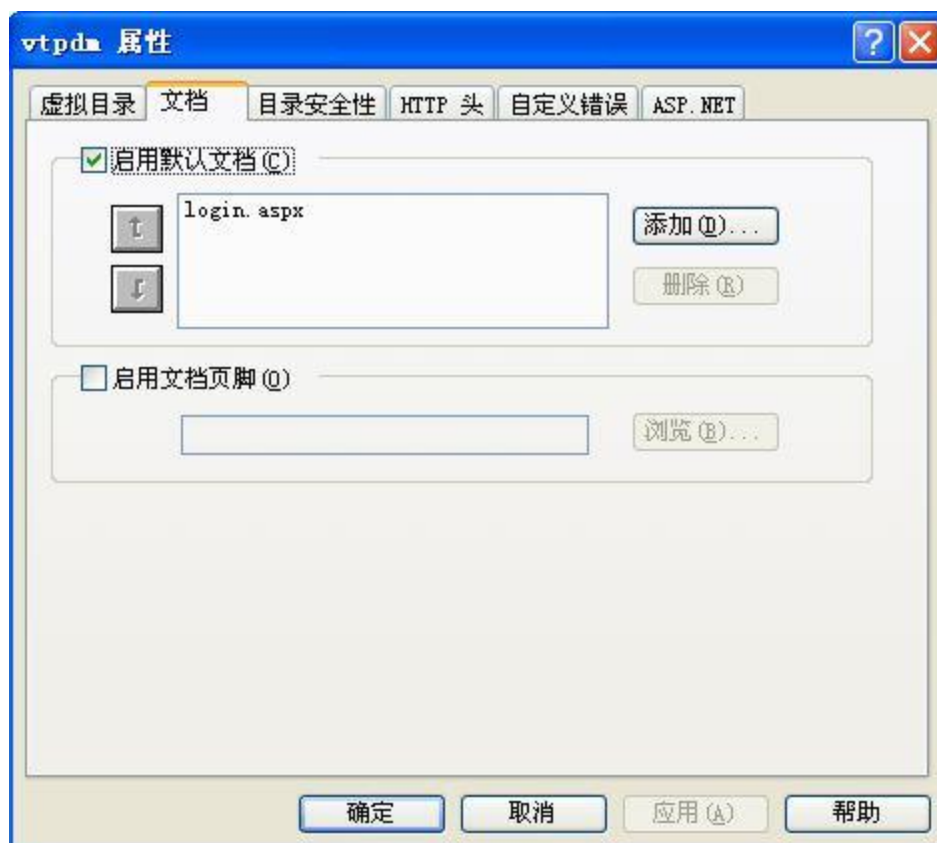 vtpdm 属性
虚拟目录 文档 目录安全性 HTTP 头 自定义错误 ASP.NET
启用默认文档(C)
login.aspx
添加(D)...
删除(R)
启用文档页脚(O)
浏览(B)...
确定 取消 应用(A) 帮助